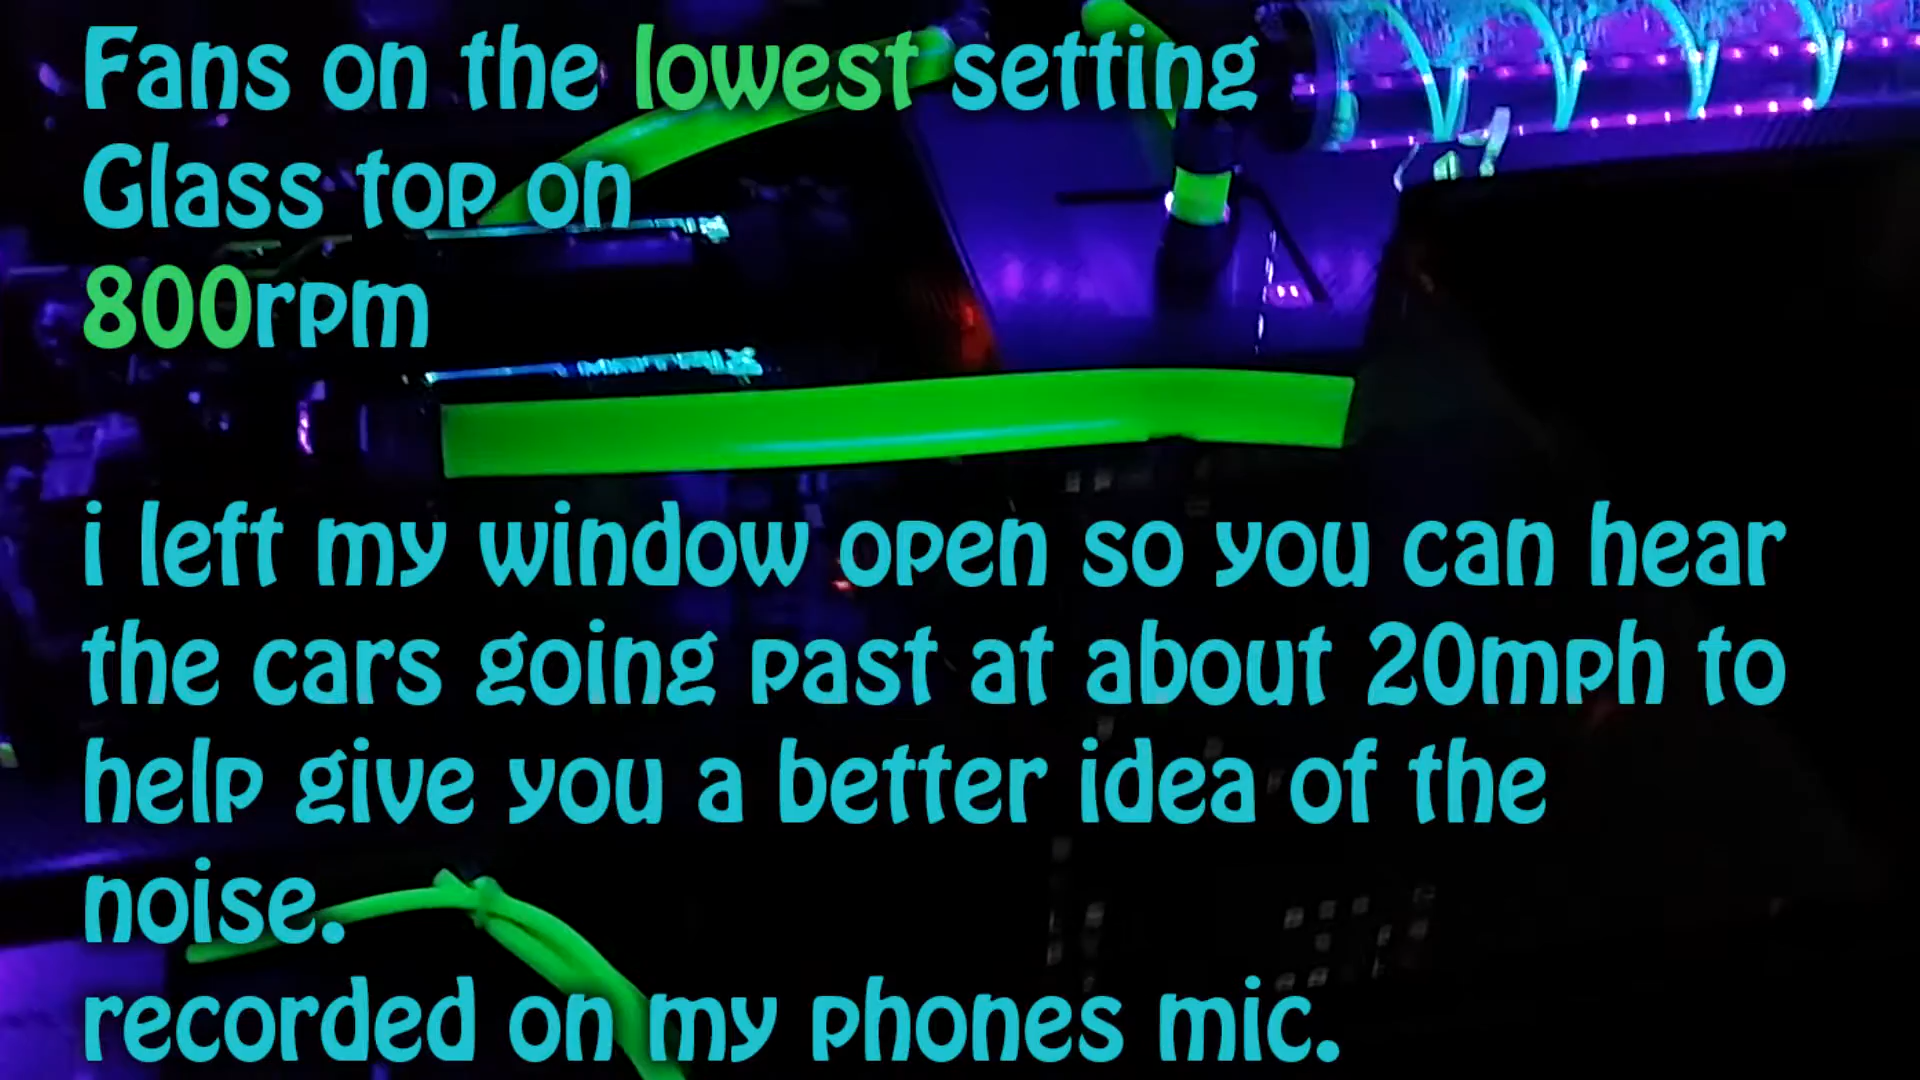 Fans on the lowest setting
Glass top on
800rpm
i left my window open so you can hear
the cars going past at about 20mph to
help give you a better idea of the
noise.
recorded on my phones mic.